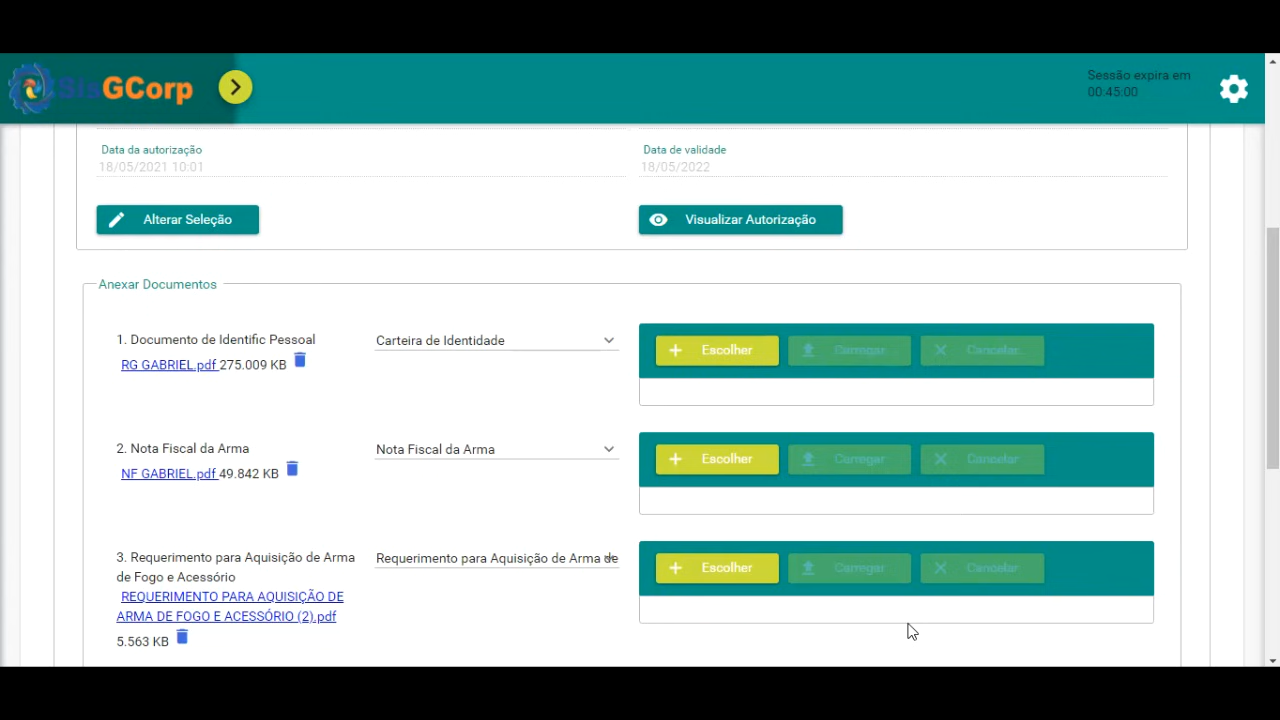 SisGCorp
Sessão expira em
00:45:00
Data da autorização
Data de validade
18/05/2021 10:01
18/05/2022
Alterar Seleção
Visualizar Autorização
Anexar Documentos
1. Documento de Identific Pessoal
Carteira de Identidade
Escolher
Carregar
Cancelar
RG GABRIEL.pdf 275.009 KB
2. Nota Fiscal da Arma
Nota Fiscal da Arma
Escolher
Carregar
Cancelar
NF GABRIEL.pdf 49.842 KB
3. Requerimento para Aquisição de Arma
de Fogo e Acessório
Requerimento para Aquisição de Arma de
Escolher
Carregar
Cancelar
REQUERIMENTO PARA AQUISIÇÃO DE
ARMA DE FOGO E ACESSÓRIO (2).pdf
5.563 KB